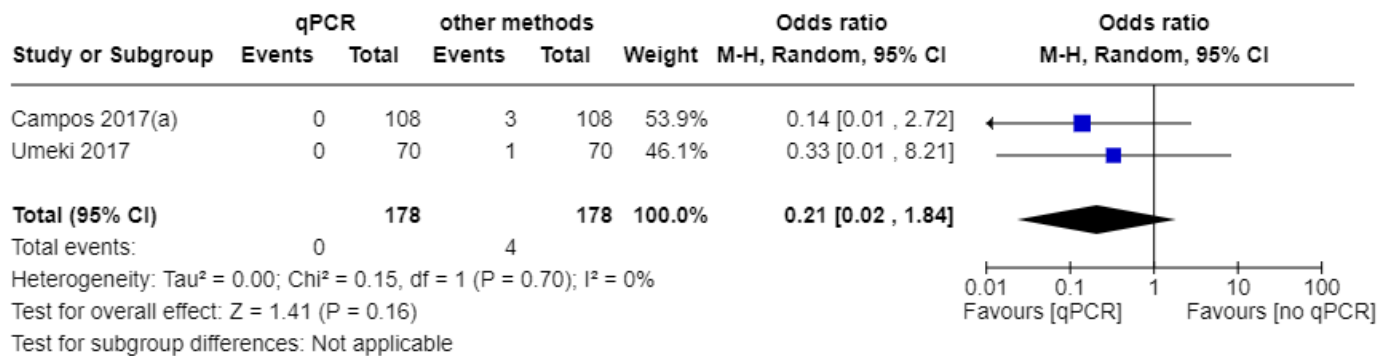 qPCR other methods Odds ratio Odds ratio
Study or Subgroup Events Total Events Total Weight M-H, Random, 95% CI M-H, Random, 95% CI
Campos 2017(a) 0 108 3 108 53.9% 0.14 [0.01 , 2.72]
Umeki 2017 0 70 1 70 46.1% 0.33 [0.01 , 8.21]
Total (95% CI) 178 178 100.0% 0.21 [0.02 , 1.84]
Total events: 0 4
Heterogeneity: Tau² = 0.00; Chi² = 0.15, df = 1 (P = 0.70); I² = 0%
Test for overall effect: Z = 1.41 (P = 0.16)
Test for subgroup differences: Not applicable
0.01 0.1 1 10 100
Favours [qPCR] Favours [no qPCR]